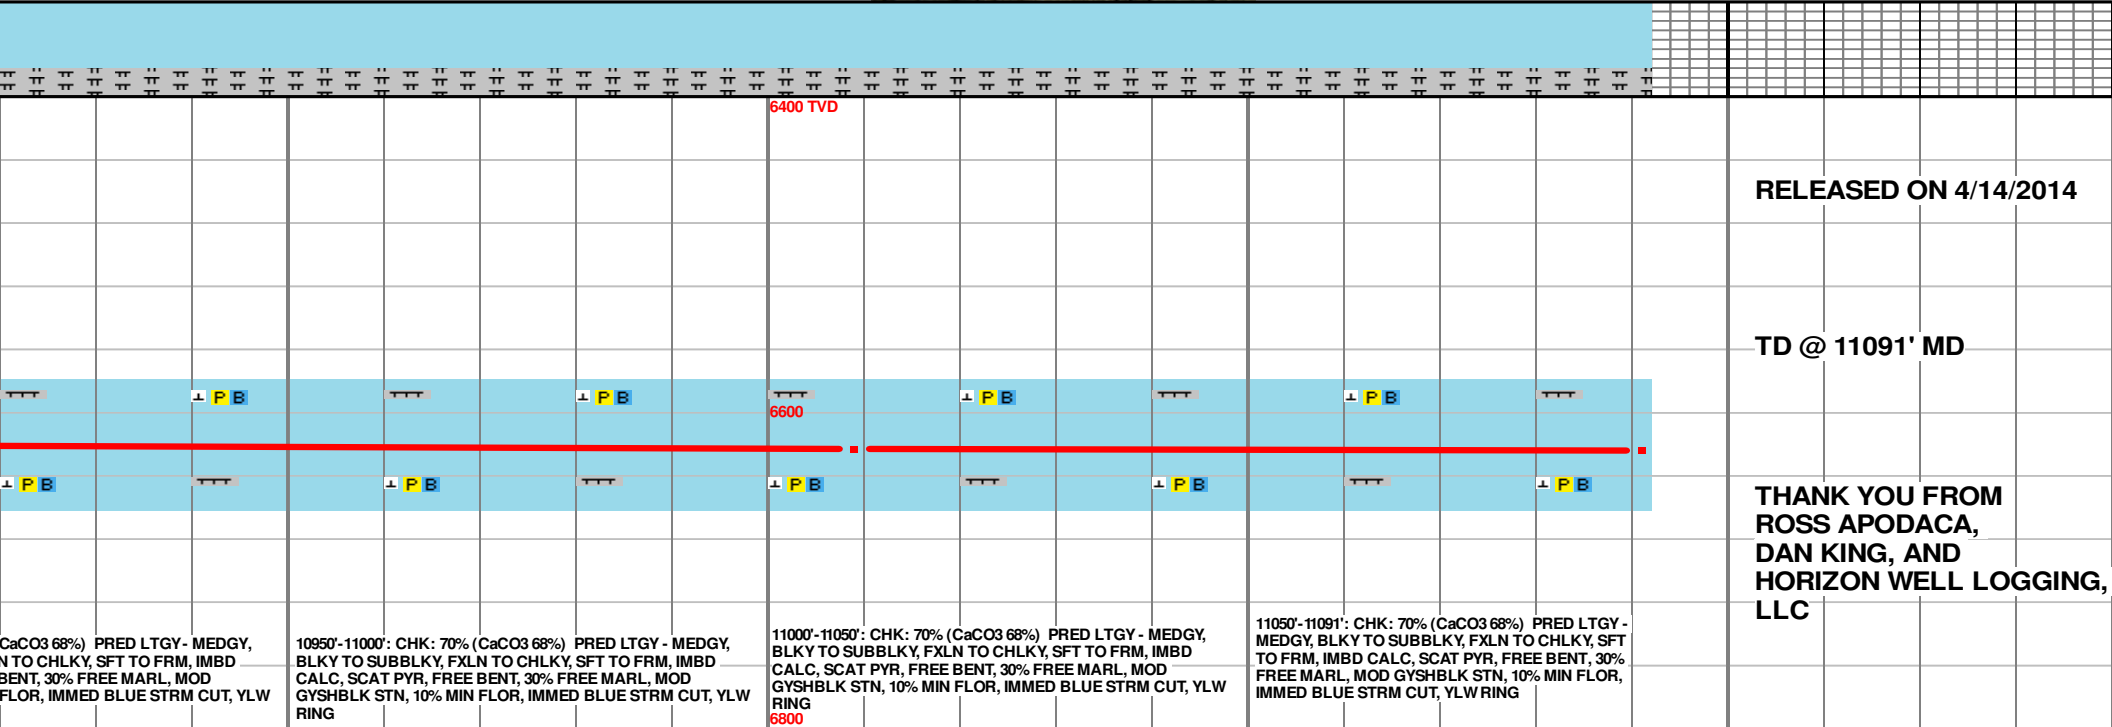 6400 TVD
RELEASED ON 4/14/2014
TD @ 11091' MD
P B
P B
P B
P B
6600
P B
P B
P B
P B
P B
THANK YOU FROM
ROSS APODACA,
DAN KING, AND
HORIZON WELL LOGGING,
LLC
CaCO3 68%) PRED LTGY - MEDGY,
N TO CHLKY, SFT TO FRM, IMBD
BENT, 30% FREE MARL, MOD
FLOR, IMMED BLUE STRM CUT, YLW
10950'-11000': CHK: 70% (CaCO3 68%) PRED LTGY - MEDGY,
BLKY TO SUBBLKY, FXLN TO CHLKY, SFT TO FRM, IMBD
CALC, SCAT PYR, FREE BENT, 30% FREE MARL, MOD
GYSHBLK STN, 10% MIN FLOR, IMMED BLUE STRM CUT, YLW
RING
11000'-11050': CHK: 70% (CaCO3 68%) PRED LTGY - MEDGY,
BLKY TO SUBBLKY, FXLN TO CHLKY, SFT TO FRM, IMBD
CALC, SCAT PYR, FREE BENT, 30% FREE MARL, MOD
GYSHBLK STN, 10% MIN FLOR, IMMED BLUE STRM CUT, YLW
RING
6800
11050'-11091': CHK: 70% (CaCO3 68%) PRED LTGY -
MEDGY, BLKY TO SUBBLKY, FXLN TO CHLKY, SFT
TO FRM, IMBD CALC, SCAT PYR, FREE BENT, 30%
FREE MARL, MOD GYSHBLK STN, 10% MIN FLOR,
IMMED BLUE STRM CUT, YLW RING